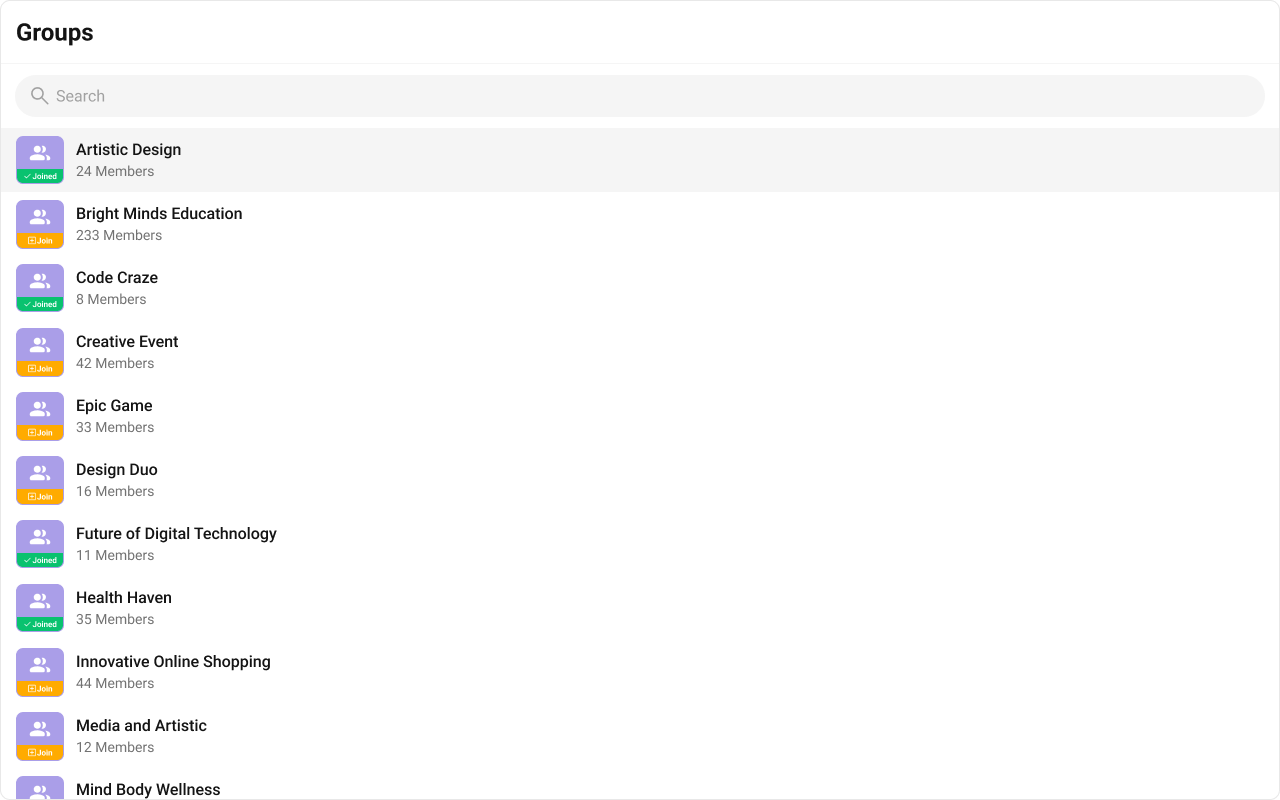 Groups
Search
Artistic Design
24 Members
Joined
Bright Minds Education
233 Members
Join
Code Craze
8 Members
Joined
Creative Event
42 Members
Join
Epic Game
33 Members
Join
Design Duo
16 Members
Join
Future of Digital Technology
11 Members
Joined
Health Haven
35 Members
Joined
Innovative Online Shopping
44 Members
Join
Media and Artistic
12 Members
Join
Mind Body Wellness